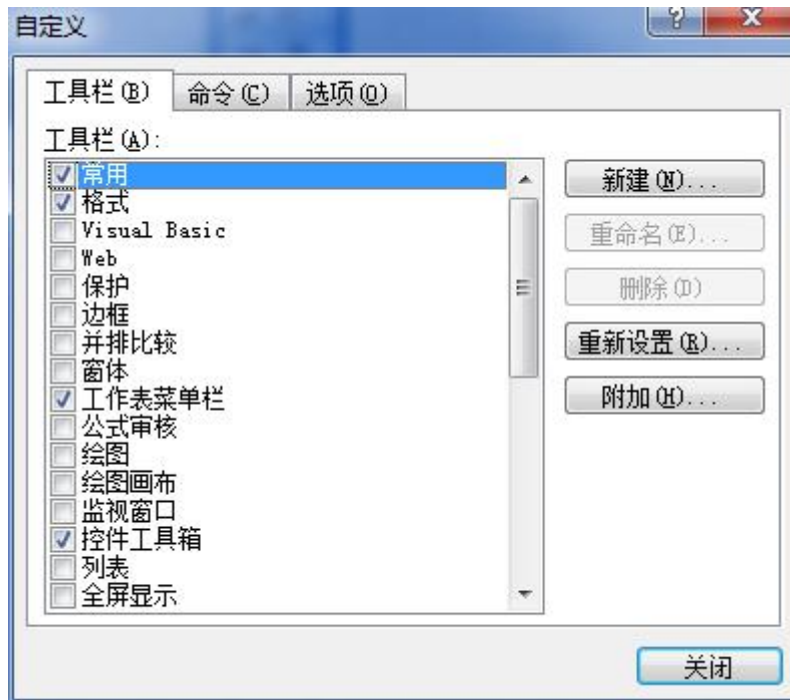 自定义
工具栏(B) 命令(C) 选项(O)
工具栏(A):
常用
格式
Visual Basic
Web
保护
边框
并排比较
窗体
工作表菜单栏
公式审核
绘图
绘图画布
监视窗口
控件工具箱
列表
全屏显示
新建(N)...
重命名(E)...
删除(D)
重新设置(R)...
附加(H)...
关闭